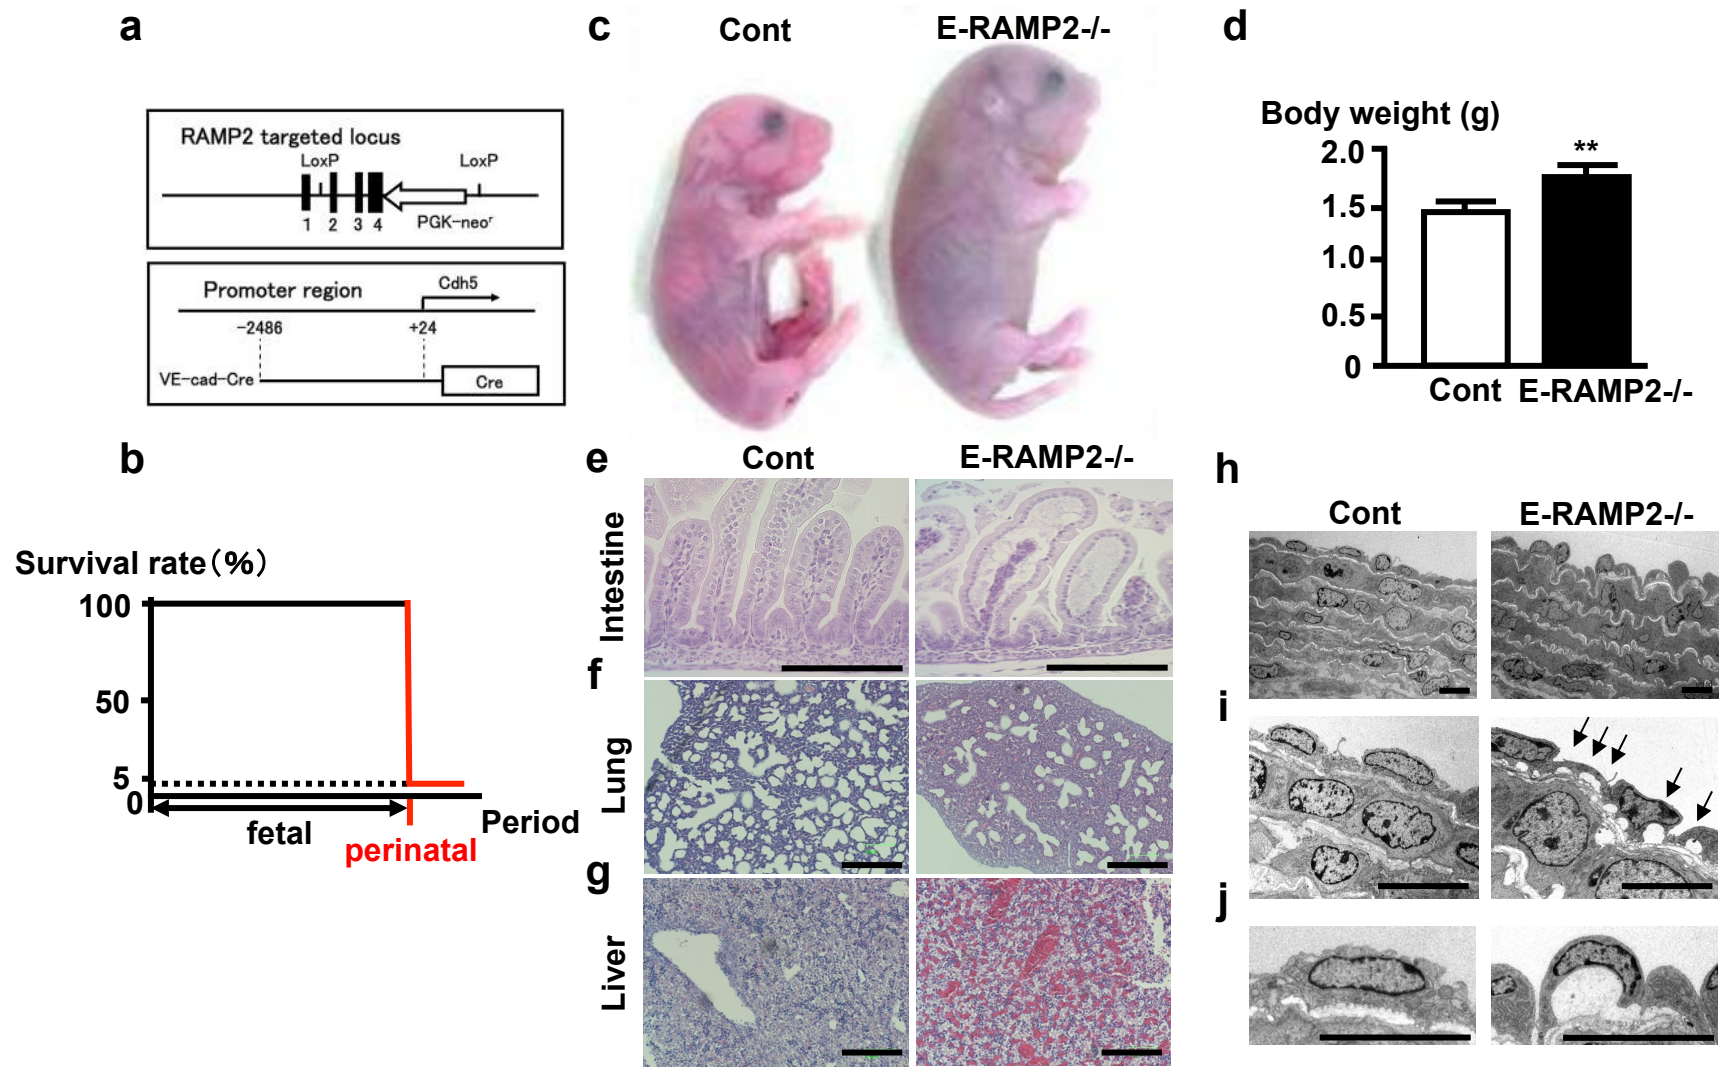 a
RAMP2 targeted locus
LoxP
LoxP
1 2 3 4
PGK-neoʳ
Promoter region
Cdh5
-2486
+24
VE-cad-Cre
Cre
b
Survival rate(%)
100
50
5
0
fetal
Period
perinatal
c
Cont
E-RAMP2-/-
d
Body weight (g)
2.0
1.5
1.0
0.5
0
**
Cont
E-RAMP2-/-
e
Cont
E-RAMP2-/-
Intestine
f
Lung
g
Liver
h
Cont
E-RAMP2-/-
i
j